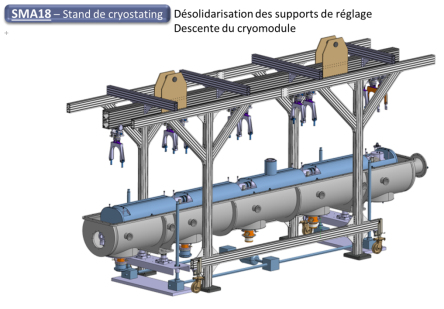 SMA18 – Stand de cryostating
Désolidarisation des supports de réglage
Descente du cryomodule